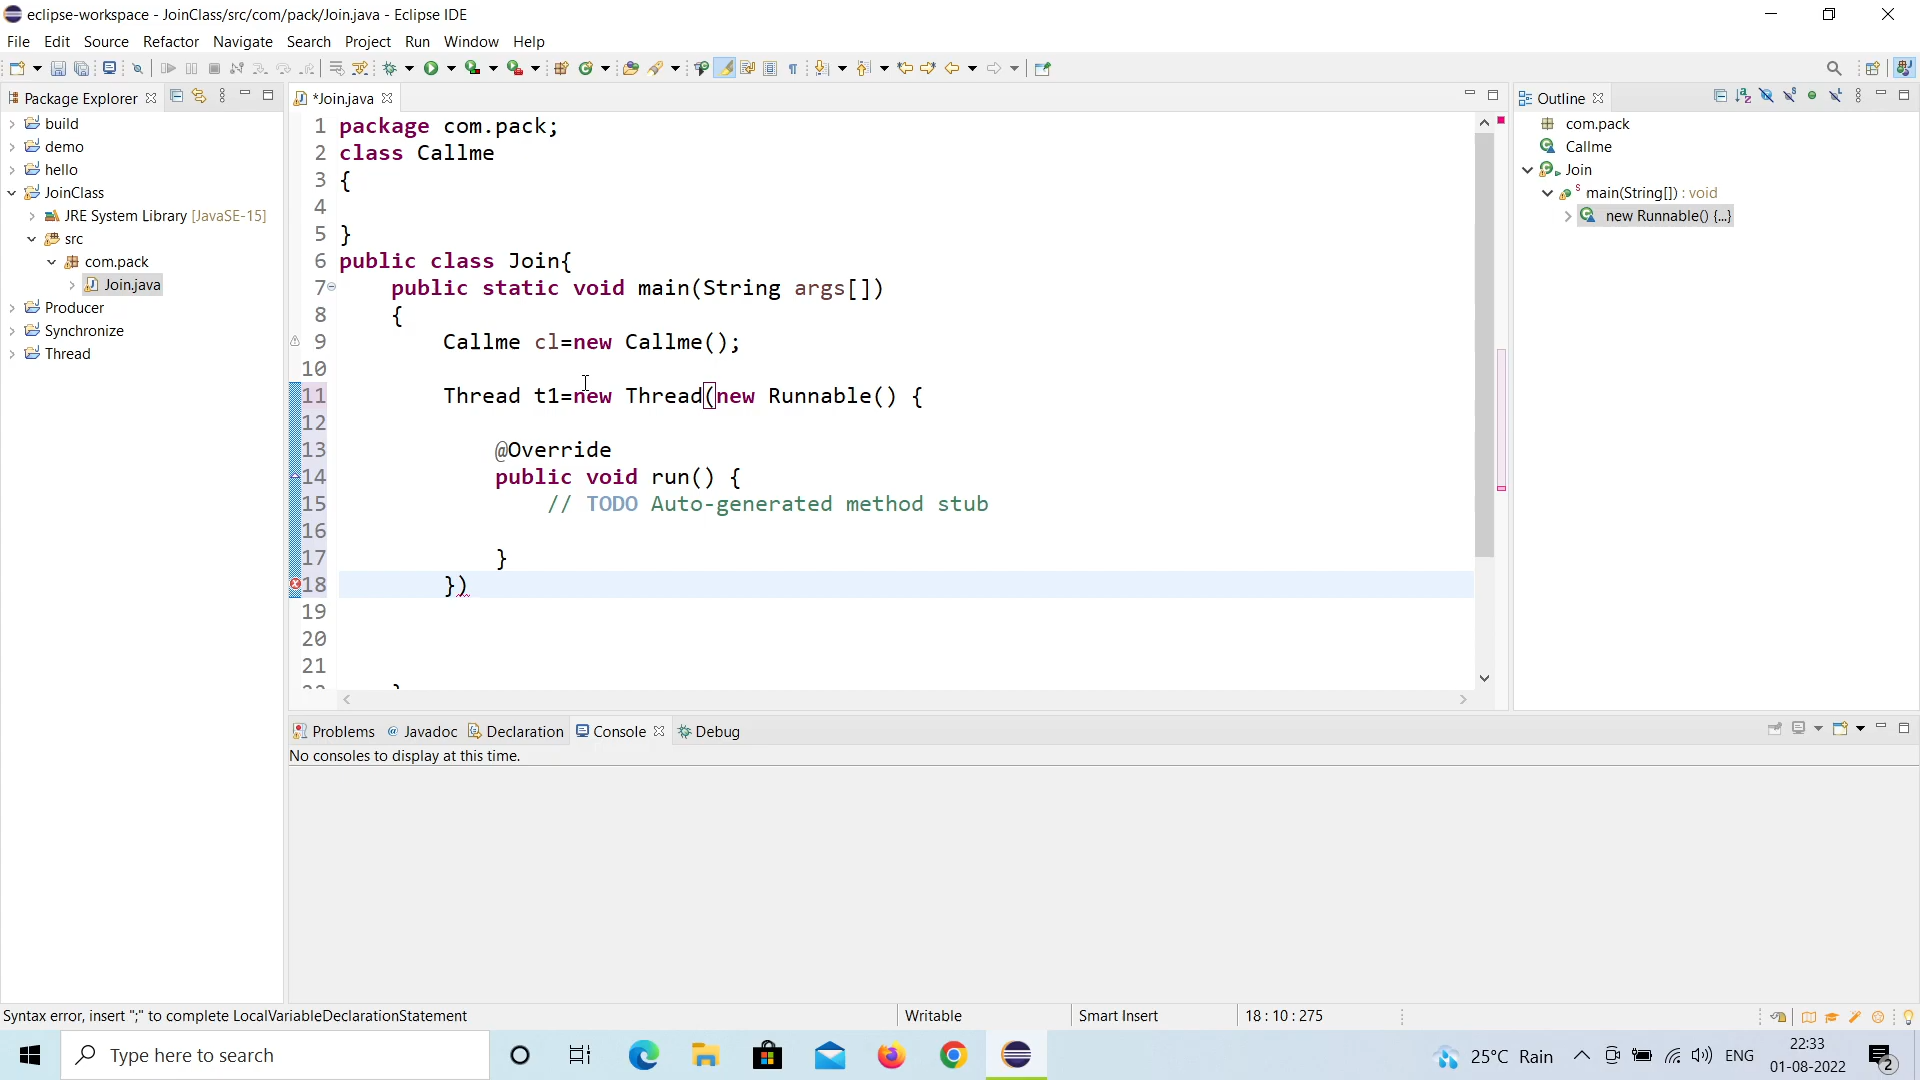 eclipse-workspace - JoinClass/src/com/pack/Join.java - Eclipse IDE
File Edit Source Refactor Navigate Search Project Run Window Help
Package Explorer
build
demo
hello
JoinClass
JRE System Library [JavaSE-15]
src
com.pack
Join.java
Producer
Synchronize
Thread
*Join.java
1 package com.pack;
2 class Callme
3 {
4
5 }
6 public class Join{
7 public static void main(String args[])
8 {
9 Callme cl=new Callme();
10
11 Thread t1=new Thread(new Runnable() {
12
13 @Override
14 public void run() {
15 // TODO Auto-generated method stub
16
17 }
18 })
19
20
21
Outline
com.pack
Callme
Join
main(String[]) : void
new Runnable() {...}
Problems @ Javadoc Declaration Console Debug
No consoles to display at this time.
Syntax error, insert ";" to complete LocalVariableDeclarationStatement
Writable
Smart Insert
18 : 10 : 275
Type here to search
25°C Rain
ENG
22:33
01-08-2022
2